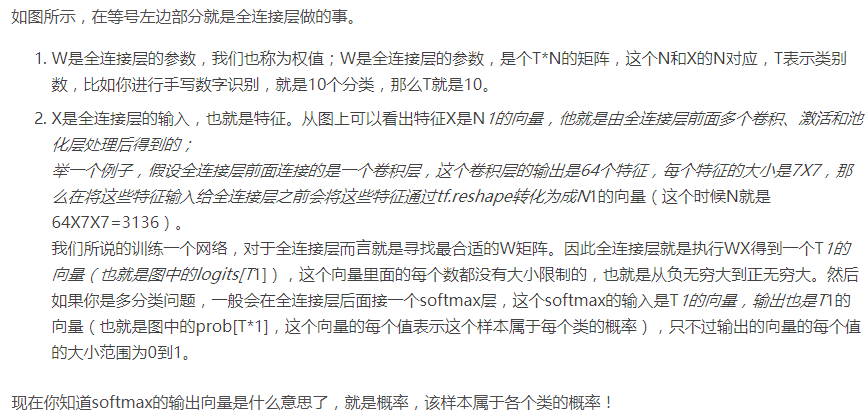 如图所示，在等号左边部分就是全连接层做的事。
1. W是全连接层的参数，我们也称为权值；W是全连接层的参数，是个T*N的矩阵，这个N和X的N对应，T表示类别
数，比如你进行手写数字识别，就是10个分类，那么T就是10。
2. X是全连接层的输入，也就是特征。从图上可以看出特征X是N1的向量，他就是由全连接层前面多个卷积、激活和池
化层处理后得到的；
举一个例子，假设全连接层前面连接的是一个卷积层，这个卷积层的输出是64个特征，每个特征的大小是7X7，那
么在将这些特征输入给全连接层之前会将这些特征通过tf.reshape转化为成N1的向量（这个时候N就是
64X7X7=3136）。
我们所说的训练一个网络，对于全连接层而言就是寻找最合适的W矩阵。因此全连接层就是执行WX得到一个T1的
向量（也就是图中的logits[T1]），这个向量里面的每个数都没有大小限制的，也就是从负无穷大到正无穷大。然后
如果你是多分类问题，一般会在全连接层后面接一个softmax层，这个softmax的输入是T1的向量，输出也是T1的
向量（也就是图中的prob[T*1]，这个向量的每个值表示这个样本属于每个类的概率），只不过输出的向量的每个值
的大小范围为0到1。
现在你知道softmax的输出向量是什么意思了，就是概率，该样本属于各个类的概率！